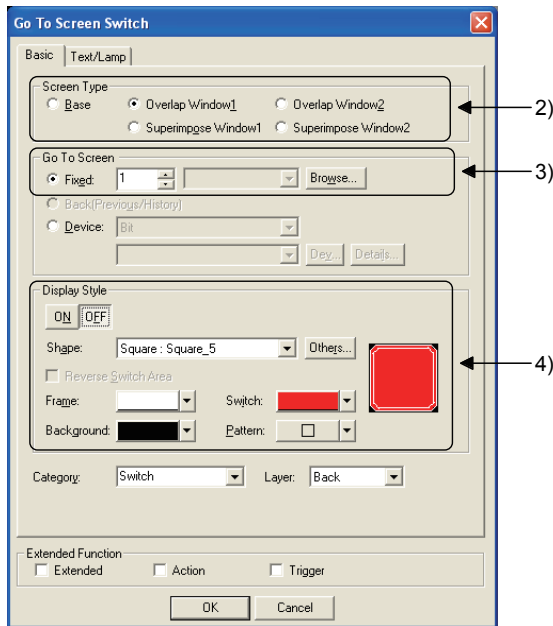 Go To Screen Switch
Basic Text/Lamp
Screen Type
Base Overlap Window1 Overlap Window2 2)
Superimpose Window1 Superimpose Window2
Go To Screen 3)
Fixed: 1 Browse...
Back(Previous/History)
Device: Bit
Dev... Details...
Display Style
ON OFF
Shape: Square : Square_5 Others...
Reverse Switch Area 4)
Frame: Switch:
Background: Pattern:
Category: Switch Layer: Back
Extended Function
Extended Action Trigger
OK Cancel